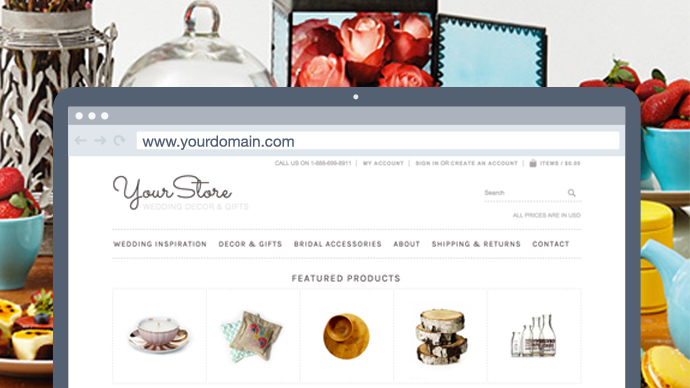 www.yourdomain.com
CALL US ON 1-888-699-8911 | MY ACCOUNT | SIGN IN OR CREATE AN ACCOUNT | ITEMS / $0.00
Your Store
WEDDING DECOR & GIFTS
Search
ALL PRICES ARE IN USD
WEDDING INSPIRATION DECOR & GIFTS BRIDAL ACCESSORIES ABOUT SHIPPING & RETURNS CONTACT
FEATURED PRODUCTS